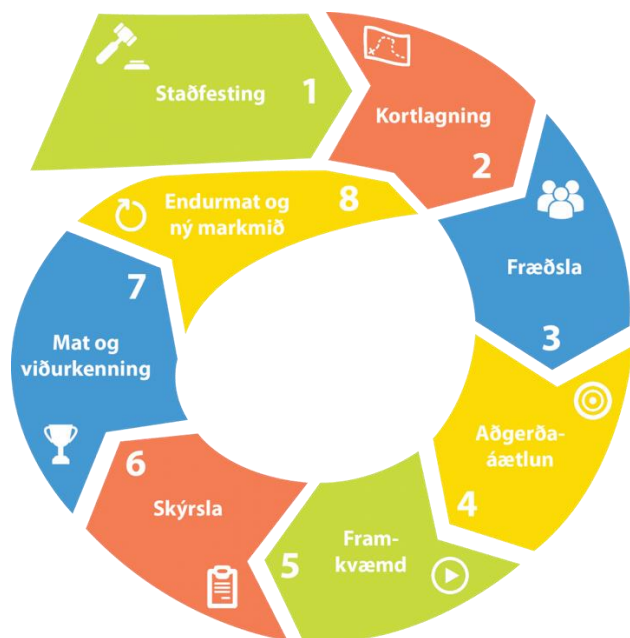 Staðfesting 1
Kortlagning
2
Fræðsla
3
Aðgerða-
áætlun
4
Fram-
kvæmd
5
6
Skýrsla
7
Mat og
viðurkenning
Endurmat og
ný markmið
8